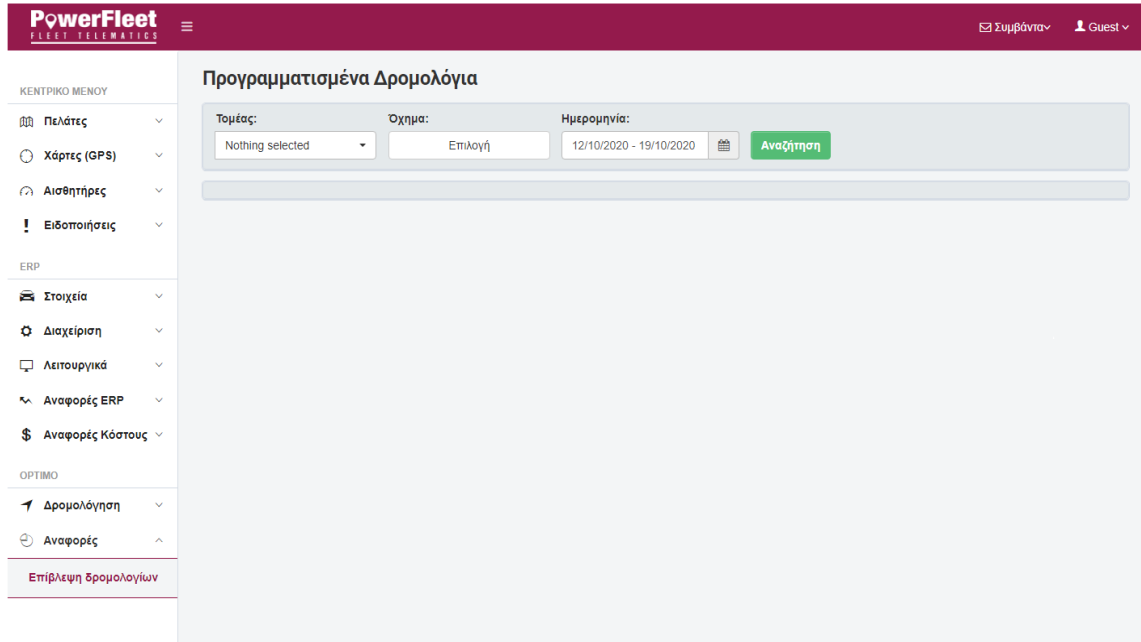 PowerFleet
FLEET TELEMATICS
Συμβάντα
Guest
ΚΕΝΤΡΙΚΟ ΜΕΝΟΥ
Πελάτες
Χάρτες (GPS)
Αισθητήρες
Ειδοποιήσεις
ERP
Στοιχεία
Διαχείριση
Λειτουργικά
Αναφορές ERP
Αναφορές Κόστους
OPTIMO
Δρομολόγηση
Αναφορές
Επίβλεψη δρομολογίων
Προγραμματισμένα Δρομολόγια
Τομέας: Όχημα: Ημερομηνία:
Nothing selected Επιλογή 12/10/2020 - 19/10/2020 Αναζήτηση